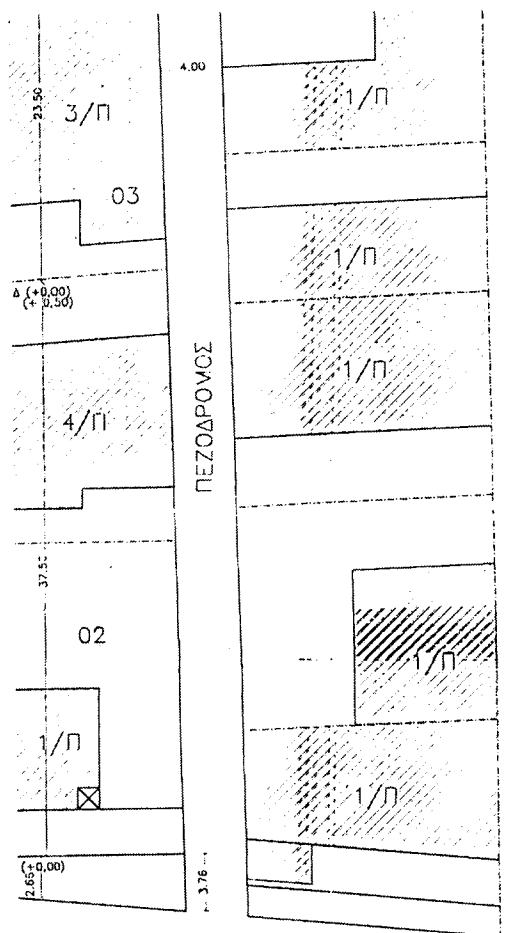 4.00
23.50
3/Π
1/Π
03
1/Π
Δ (+0,00)
(+ 0,50)
ΠΕΖΟΔΡΟΜΟΣ
1/Π
4/Π
37.50
02
1/Π
1/Π
1/Π
(+0,00)
2.65
3.76